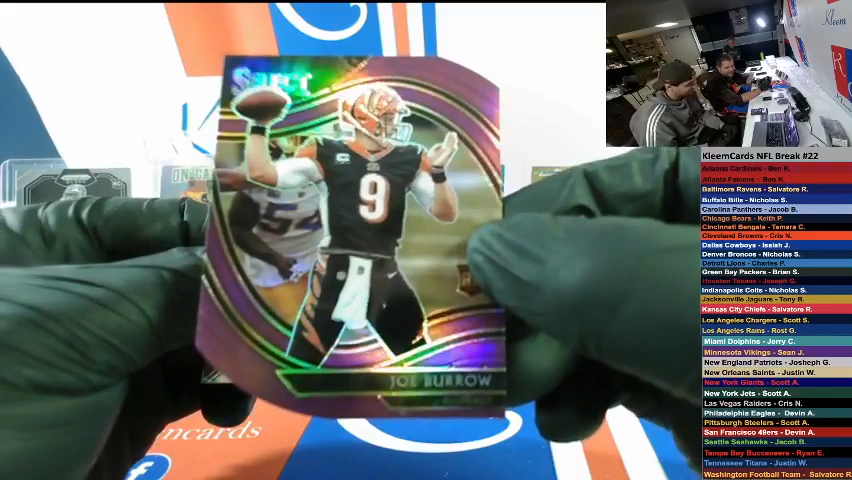 Select
9
54
JOE BURROW
ON CA
mcards
Kleem
KleemCards NFL Break #22
Arizona Cardinals - Ben K.
Atlanta Falcons - Ben K.
Baltimore Ravens - Salvatore R.
Buffalo Bills - Nicholas S.
Carolina Panthers - Jacob B.
Chicago Bears - Keith P.
Cincinnati Bengals - Tamara C.
Cleveland Browns - Cris N.
Dallas Cowboys - Isaiah J.
Denver Broncos - Nicholas S.
Detroit Lions - Charles P.
Green Bay Packers - Brian S.
Houston Texans - Joseph G.
Indianapolis Colts - Nicholas S.
Jacksonville Jaguars - Tony B.
Kansas City Chiefs - Salvatore R.
Los Angeles Chargers - Scott S.
Los Angeles Rams - Rost G.
Miami Dolphins - Jerry C.
Minnesota Vikings - Sean J.
New England Patriots - Josheph G.
New Orleans Saints - Justin W.
New York Giants - Scott A.
New York Jets - Scott A.
Las Vegas Raiders - Cris N.
Philadelphia Eagles - Devin A.
Pittsburgh Steelers - Scott A.
San Francisco 49ers - Devin A.
Seattle Seahawks - Jacob B.
Tampa Bay Buccaneers - Ryan E.
Tennessee Titans - Justin W.
Washington Football Team - Salvatore R